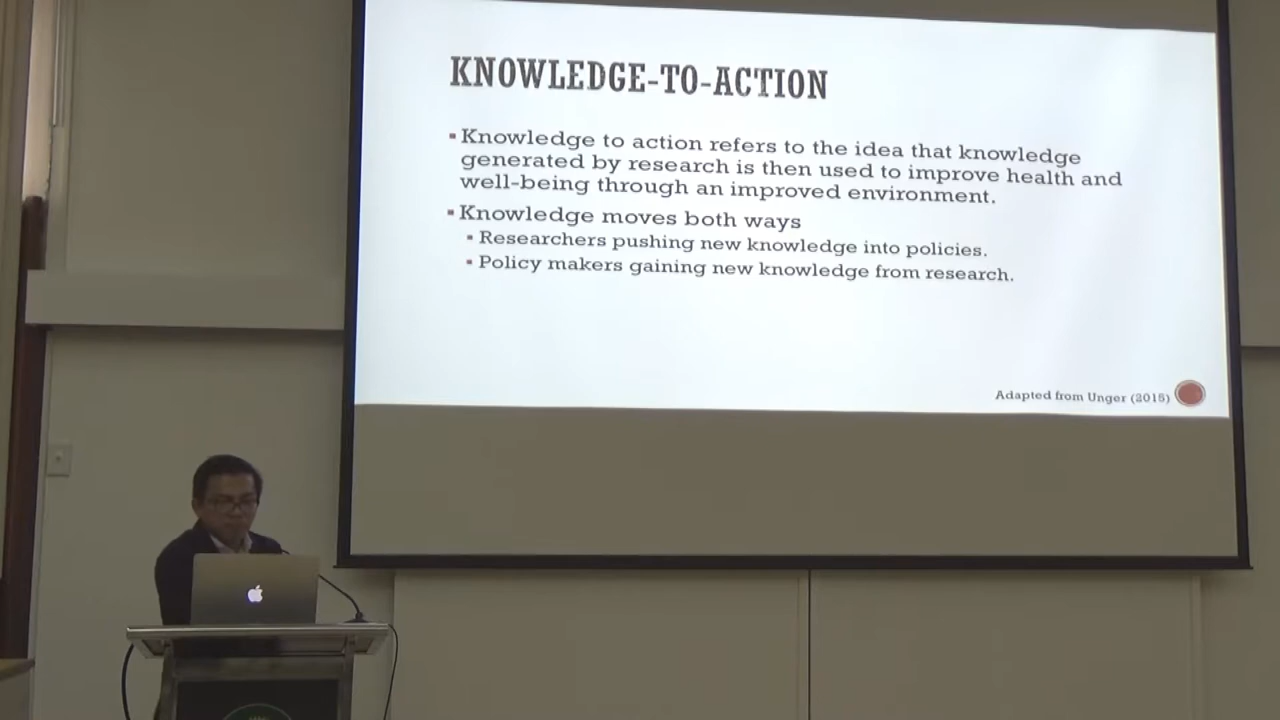 KNOWLEDGE-TO-ACTION
Knowledge to action refers to the idea that knowledge
generated by research is then used to improve health and
well-being through an improved environment.
Knowledge moves both ways
Researchers pushing new knowledge into policies.
Policy makers gaining new knowledge from research.
Adapted from Unger (2015)